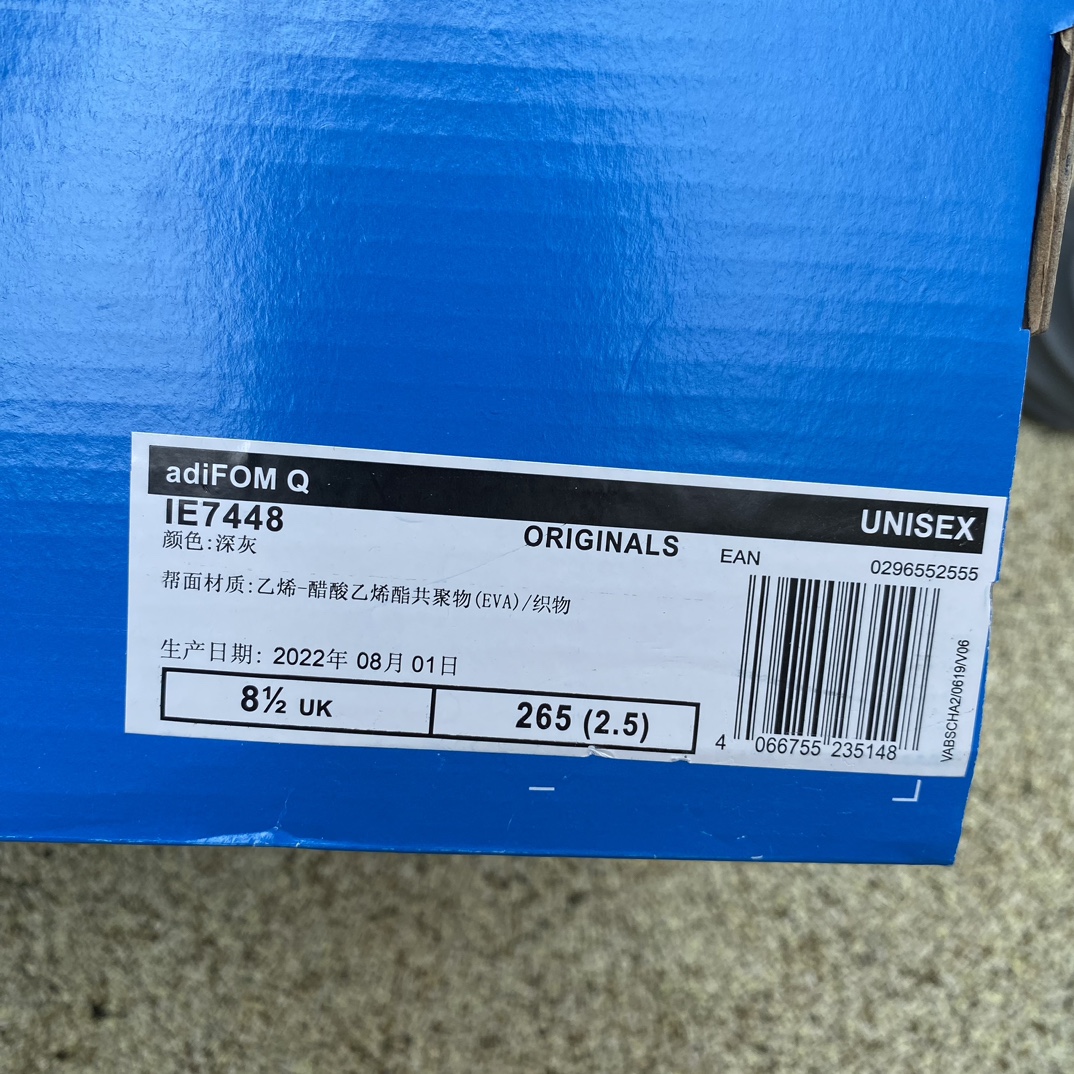 adiFOM Q
UNISEX
IE7448
ORIGINALS
颜色:深灰
EAN
0296552555
帮面材质:乙烯-醋酸乙烯酯共聚物(EVA)/织物
生产日期: 2022年 08月 01日
8½ UK
265 (2.5)
4 066755 235148
VABSCHA2/0619/V06